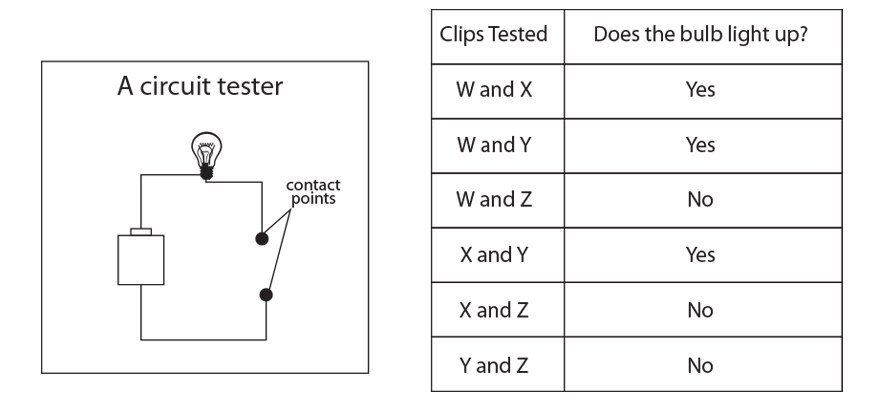 A circuit tester
contact
points
Clips Tested Does the bulb light up?
W and X Yes
W and Y Yes
W and Z No
X and Y Yes
X and Z No
Y and Z No